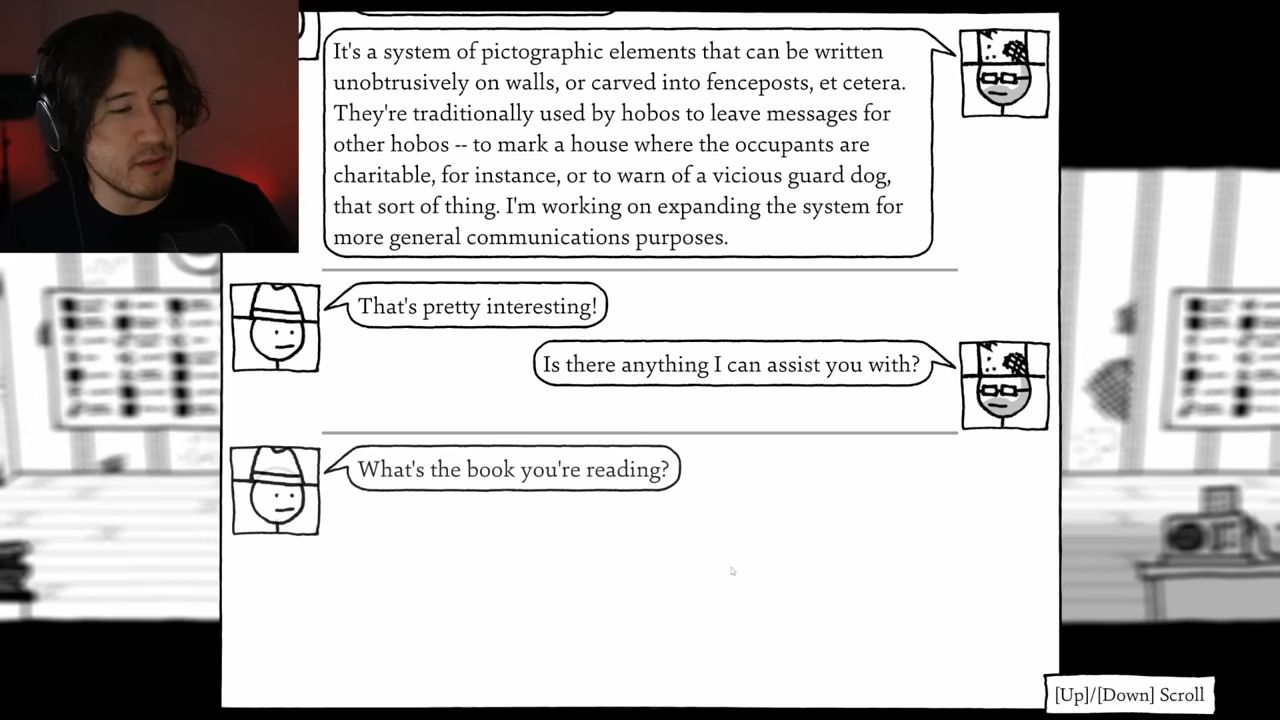 It's a system of pictographic elements that can be written
unobtrusively on walls, or carved into fenceposts, et cetera.
They're traditionally used by hobos to leave messages for
other hobos -- to mark a house where the occupants are
charitable, for instance, or to warn of a vicious guard dog,
that sort of thing. I'm working on expanding the system for
more general communications purposes.
That's pretty interesting!
Is there anything I can assist you with?
What's the book you're reading?
[Up]/[Down] Scroll